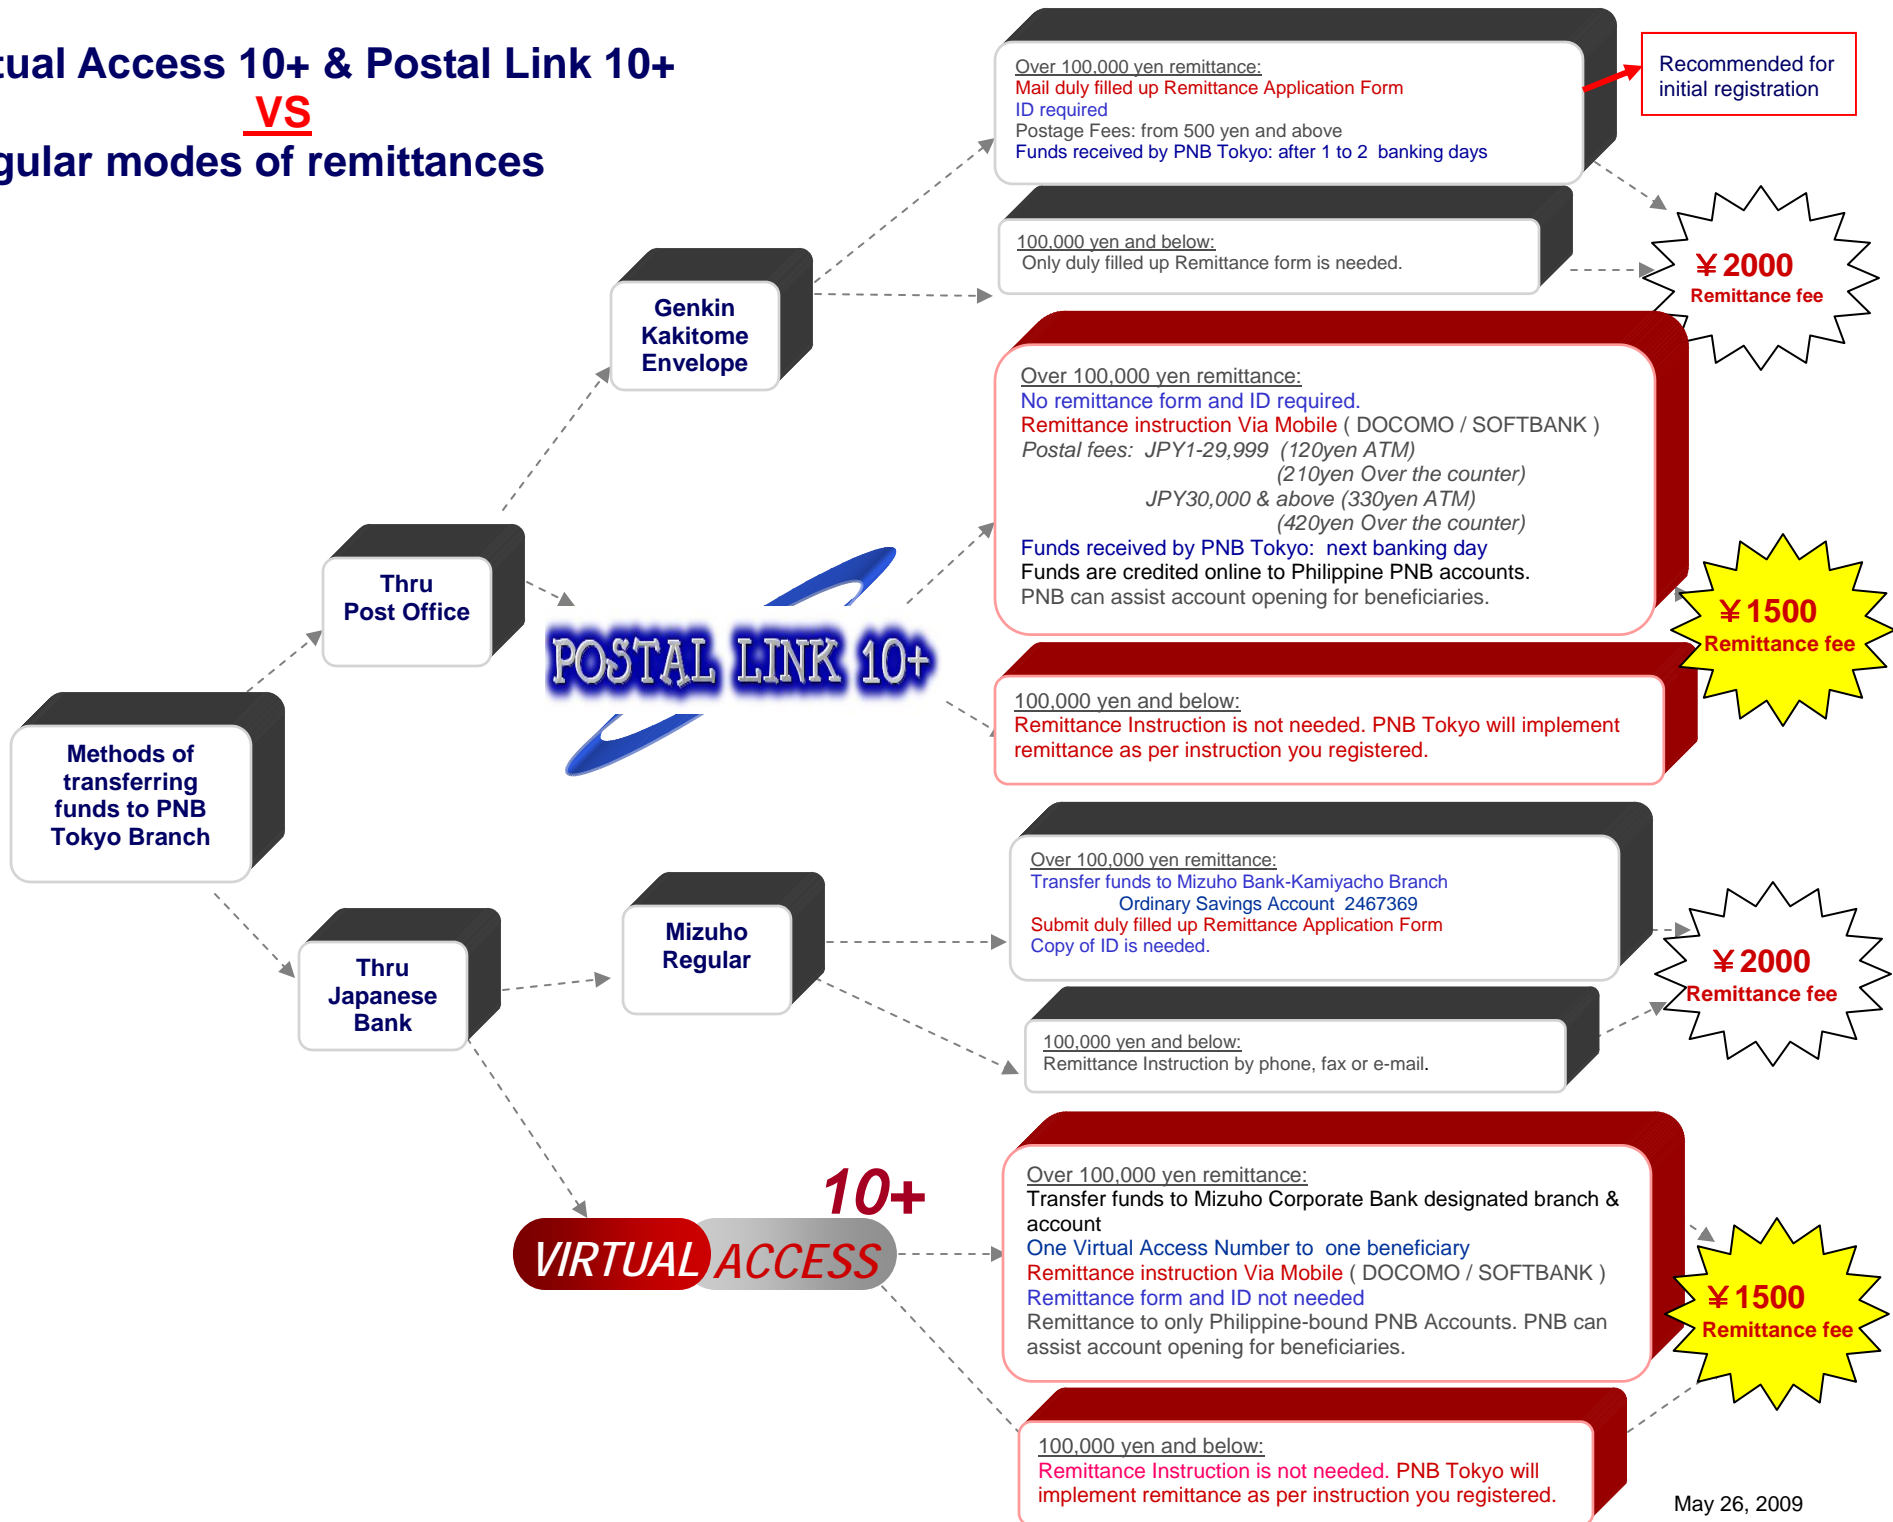 tual Access 10+ & Postal Link 10+
VS
gular modes of remittances
Over 100,000 yen remittance:
Mail duly filled up Remittance Application Form
ID required
Postage Fees: from 500 yen and above
Funds received by PNB Tokyo: after 1 to 2 banking days
Recommended for
initial registration
100,000 yen and below:
Only duly filled up Remittance form is needed.
¥2000
Remittance fee
Genkin
Kakitome
Envelope
Over 100,000 yen remittance:
No remittance form and ID required.
Remittance instruction Via Mobile ( DOCOMO / SOFTBANK )
Postal fees: JPY1-29,999 (120yen ATM)
(210yen Over the counter)
JPY30,000 & above (330yen ATM)
(420yen Over the counter)
Funds received by PNB Tokyo: next banking day
Funds are credited online to Philippine PNB accounts.
PNB can assist account opening for beneficiaries.
¥1500
Remittance fee
Thru
Post Office
POSTAL LINK 10+
100,000 yen and below:
Remittance Instruction is not needed. PNB Tokyo will implement
remittance as per instruction you registered.
Methods of
transferring
funds to PNB
Tokyo Branch
Over 100,000 yen remittance:
Transfer funds to Mizuho Bank-Kamiyacho Branch
Ordinary Savings Account 2467369
Submit duly filled up Remittance Application Form
Copy of ID is needed.
Mizuho
Regular
¥2000
Remittance fee
Thru
Japanese
Bank
100,000 yen and below:
Remittance Instruction by phone, fax or e-mail.
10+
VIRTUAL ACCESS
Over 100,000 yen remittance:
Transfer funds to Mizuho Corporate Bank designated branch &
account
One Virtual Access Number to one beneficiary
Remittance instruction Via Mobile ( DOCOMO / SOFTBANK )
Remittance form and ID not needed
Remittance to only Philippine-bound PNB Accounts. PNB can
assist account opening for beneficiaries.
¥1500
Remittance fee
100,000 yen and below:
Remittance Instruction is not needed. PNB Tokyo will
implement remittance as per instruction you registered.
May 26, 2009